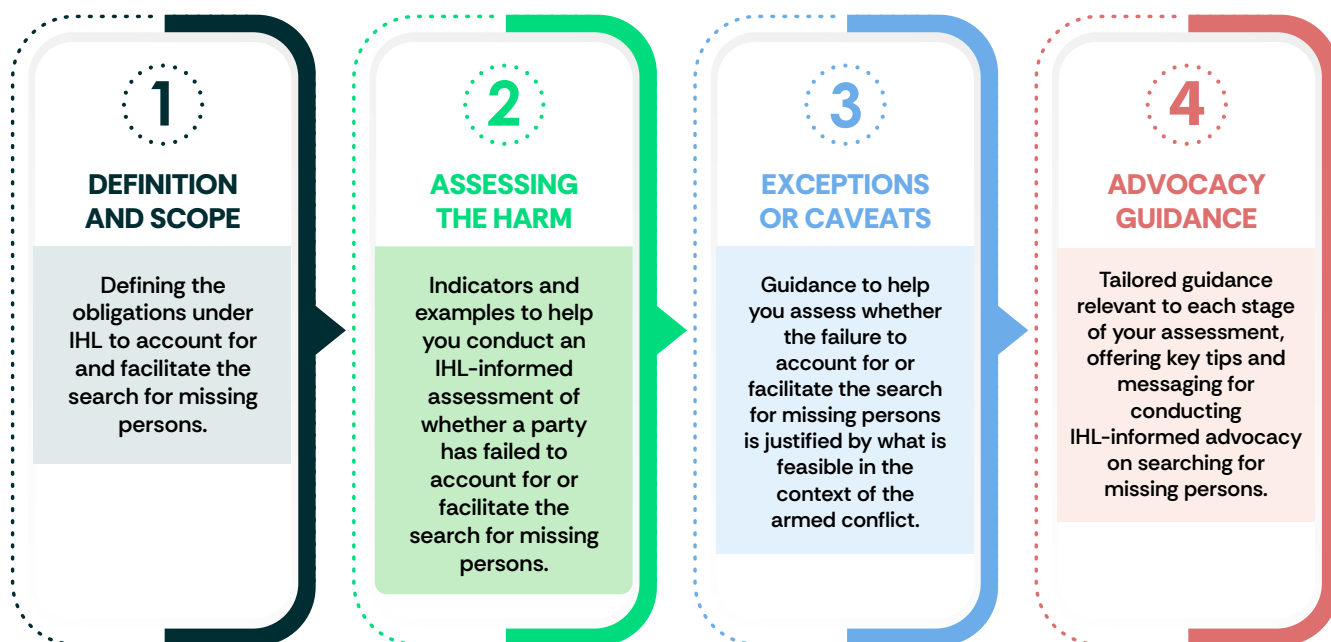 1
DEFINITION
AND SCOPE
Defining the
obligations under
IHL to account for
and facilitate the
search for missing
persons.
2
ASSESSING
THE HARM
Indicators and
examples to help
you conduct an
IHL-informed
assessment of
whether a party
has failed to
account for or
facilitate the
search for missing
persons.
3
EXCEPTIONS
OR CAVEATS
Guidance to help
you assess whether
the failure to
account for or
facilitate the search
for missing persons
is justified by what is
feasible in the
context of the
armed conflict.
4
ADVOCACY
GUIDANCE
Tailored guidance
relevant to each stage
of your assessment,
offering key tips and
messaging for
conducting
IHL-informed advocacy
on searching for
missing persons.